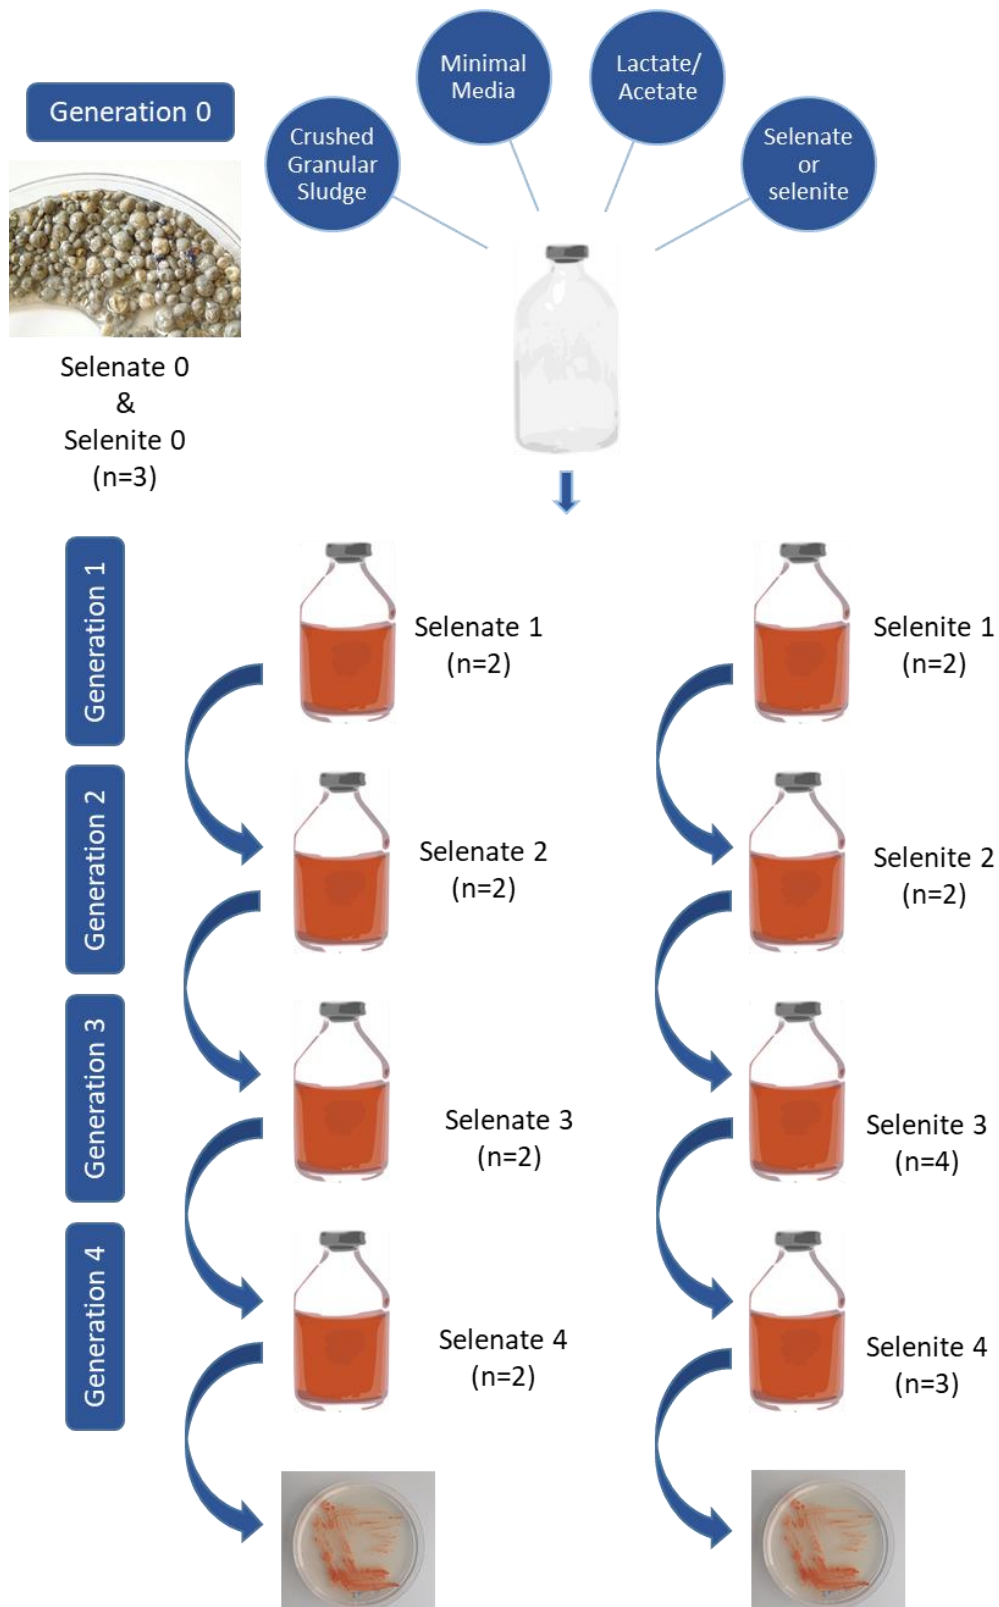 Generation 0
Minimal
Media
Lactate/
Acetate
Crushed
Granular
Sludge
Selenate
or
selenite
Selenate 0
&
Selenite 0
(n=3)
Generation 1
Selenate 1
(n=2)
Selenite 1
(n=2)
Generation 2
Selenate 2
(n=2)
Selenite 2
(n=2)
Generation 3
Selenate 3
(n=2)
Selenite 3
(n=4)
Generation 4
Selenate 4
(n=2)
Selenite 4
(n=3)